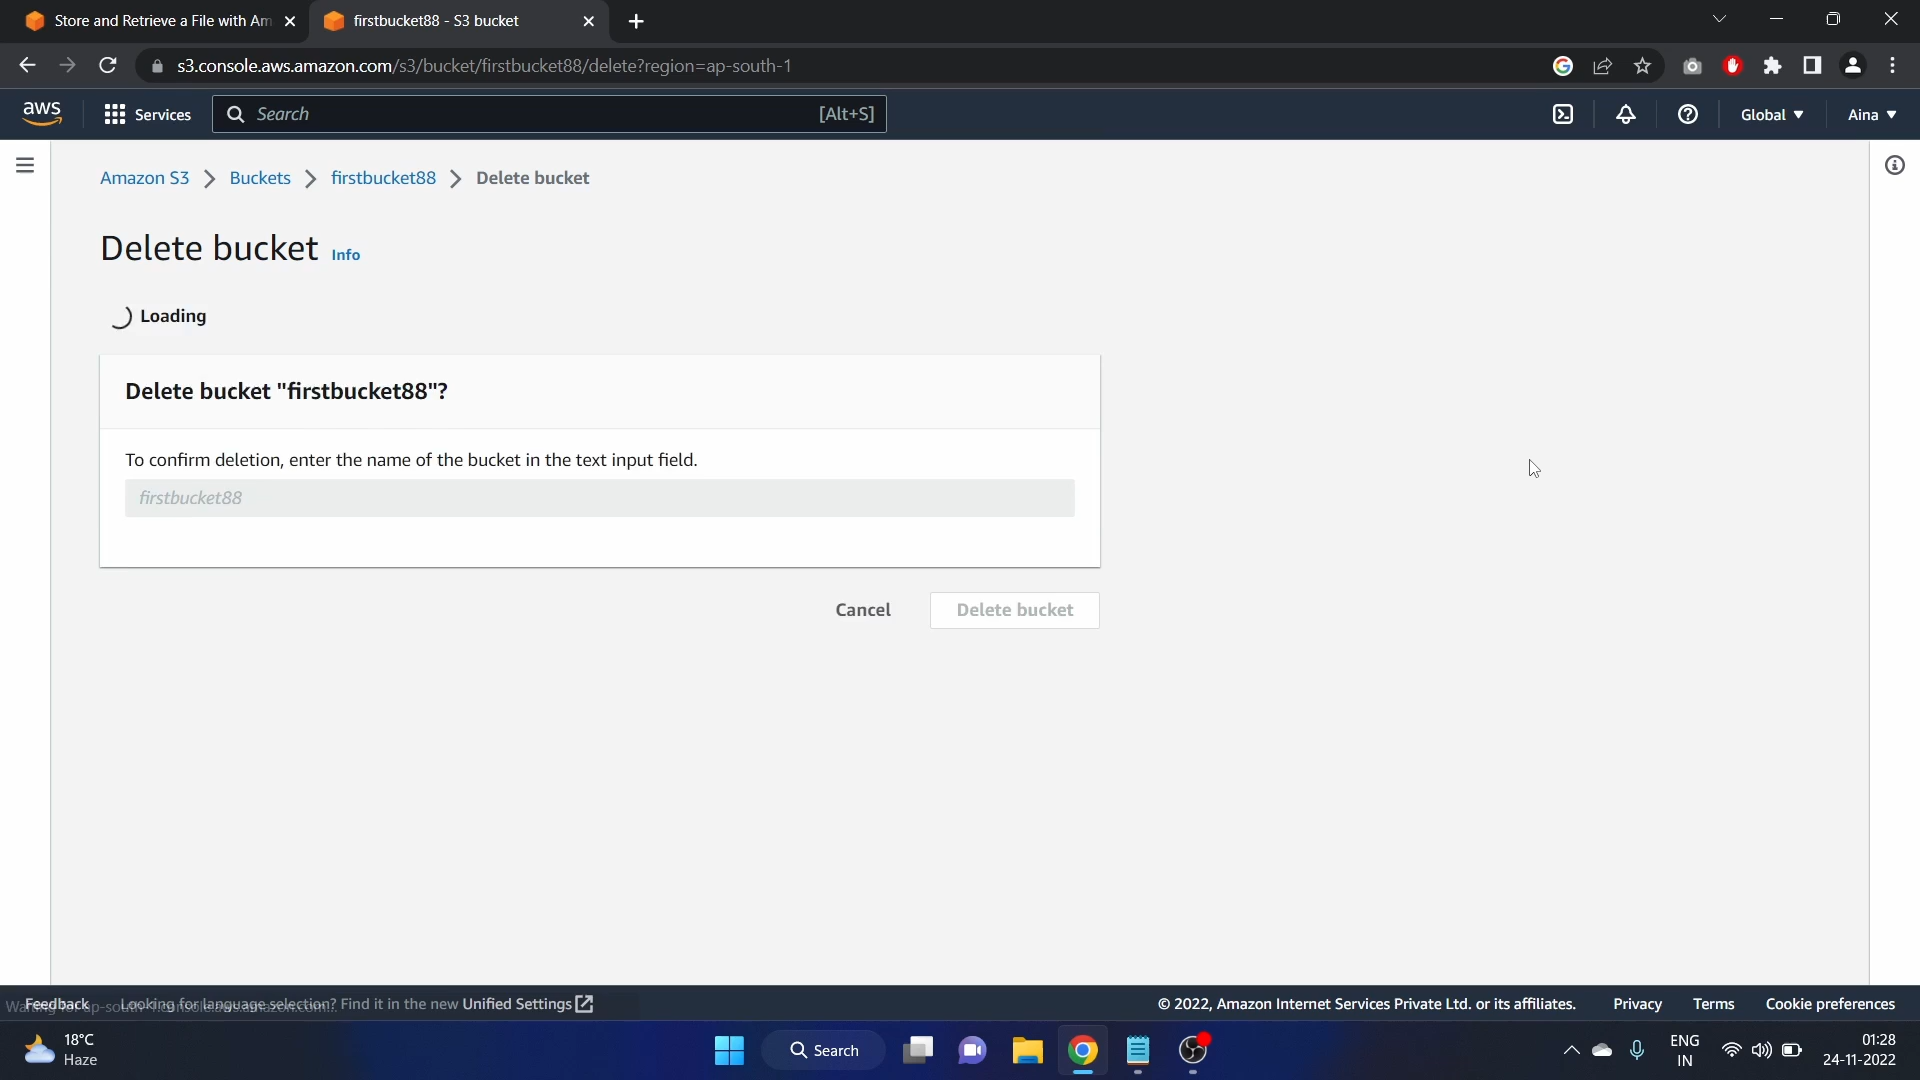 Store and Retrieve a File with Am
firstbucket88 - S3 bucket
s3.console.aws.amazon.com/s3/bucket/firstbucket88/delete?region=ap-south-1
aws
Services
Search
[Alt+S]
Global
Aina
Amazon S3 > Buckets > firstbucket88 > Delete bucket
Delete bucket Info
Loading
Delete bucket "firstbucket88"?
To confirm deletion, enter the name of the bucket in the text input field.
firstbucket88
Cancel
Delete bucket
Feedback
Looking for language selection? Find it in the new Unified Settings
© 2022, Amazon Internet Services Private Ltd. or its affiliates.
Privacy
Terms
Cookie preferences
18°C
Haze
Search
ENG
IN
01:28
24-11-2022